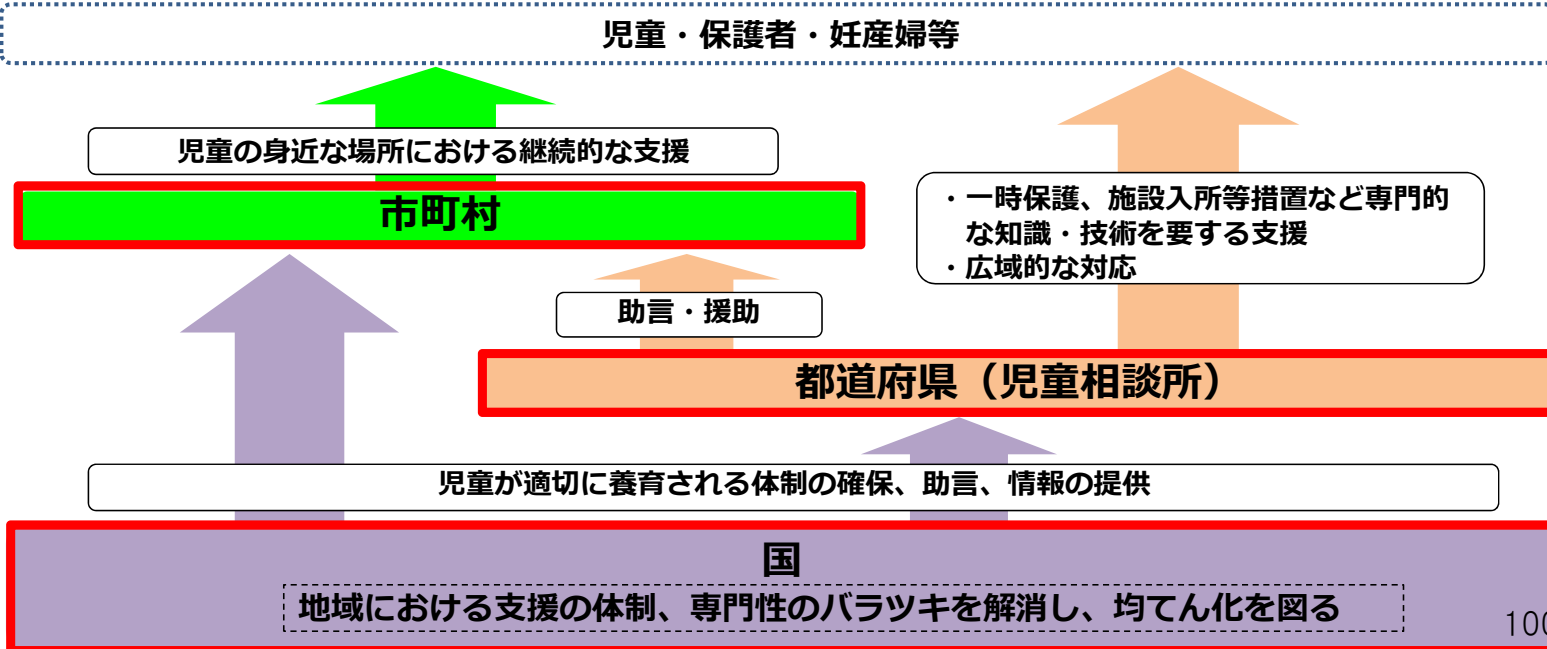 児童・保護者・妊産婦等
児童の身近な場所における継続的な支援
市町村
・一時保護、施設入所等措置など専門的
な知識・技術を要する支援
・広域的な対応
助言・援助
都道府県（児童相談所）
児童が適切に養育される体制の確保、助言、情報の提供
国
地域における支援の体制、専門性のバラツキを解消し、均てん化を図る
100